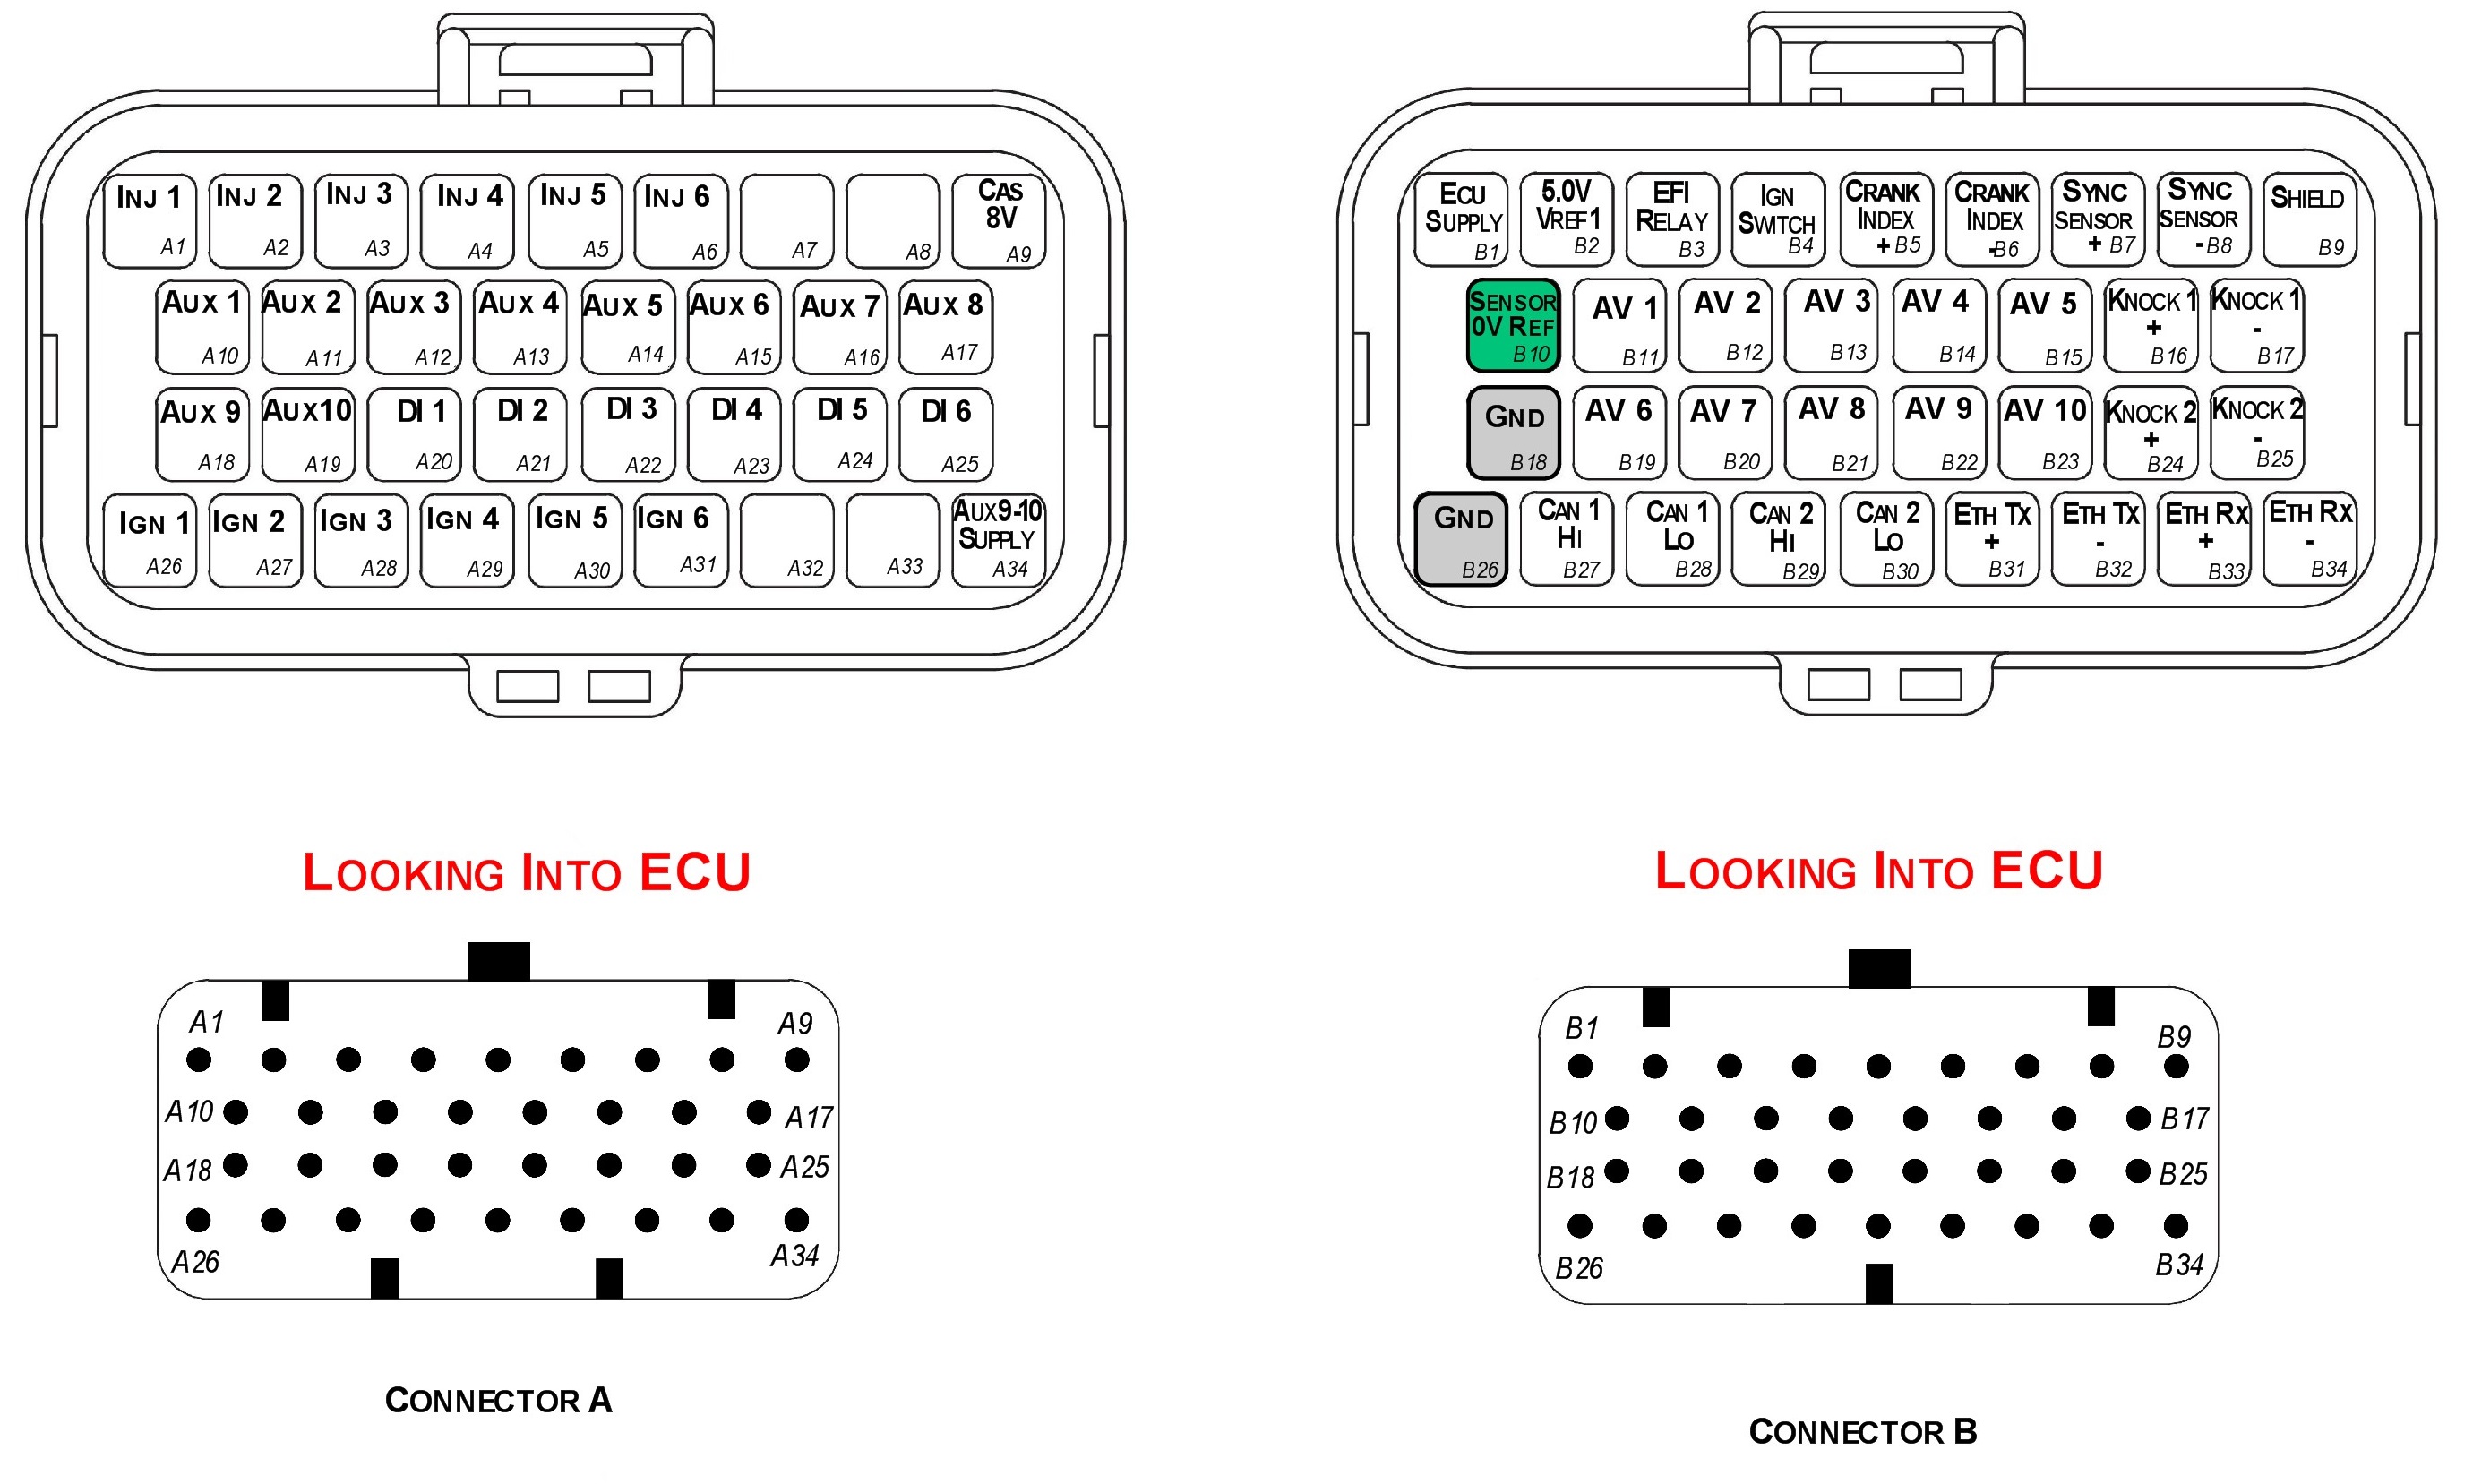 INJ 1
A1
INJ 2
A2
INJ 3
A3
INJ 4
A4
INJ 5
A5
INJ 6
A6
A7
A8
CAS
8V
A9
AUX 1
A10
AUX 2
A11
AUX 3
A12
AUX 4
A13
AUX 5
A14
AUX 6
A15
AUX 7
A16
AUX 8
A17
AUX 9
A18
AUX10
A19
DI 1
A20
DI 2
A21
DI 3
A22
DI 4
A23
DI 5
A24
DI 6
A25
IGN 1
A26
IGN 2
A27
IGN 3
A28
IGN 4
A29
IGN 5
A30
IGN 6
A31
A32
A33
AUX9-10
SUPPLY
A34
ECU
SUPPLY
B1
5.0V
VREF1
B2
EFI
RELAY
B3
IGN
SWITCH
B4
CRANK
INDEX
+ B5
CRANK
INDEX
-B6
SYNC
SENSOR
+ B7
SYNC
SENSOR
-B8
SHIELD
B9
SENSOR
0V REF
B10
AV 1
B11
AV 2
B12
AV 3
B13
AV 4
B14
AV 5
B15
KNOCK 1
+
B16
KNOCK 1
-
B17
GND
B18
AV 6
B19
AV 7
B20
AV 8
B21
AV 9
B22
AV 10
B23
KNOCK 2
+
B24
KNOCK 2
-
B25
GND
B26
CAN 1
HI
B27
CAN 1
LO
B28
CAN 2
HI
B29
CAN 2
LO
B30
ETH TX
+
B31
ETH TX
-
B32
ETH RX
+
B33
ETH RX
-
B34
LOOKING INTO ECU
LOOKING INTO ECU
A1
A9
A10
A17
A18
A25
A26
A34
CONNECTOR A
B1
B9
B10
B17
B18
B25
B26
B34
CONNECTOR B